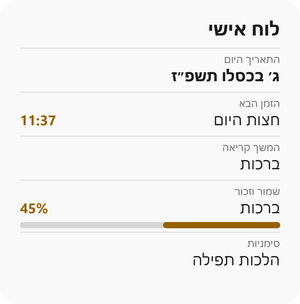 לוח אישי
התאריך היום
ג׳ בכסלו תשפ״ז
הזמן הבא
חצות היום 11:37
המשך קריאה
ברכות
שמור וזכור
ברכות 45%
סימניות
הלכות תפילה